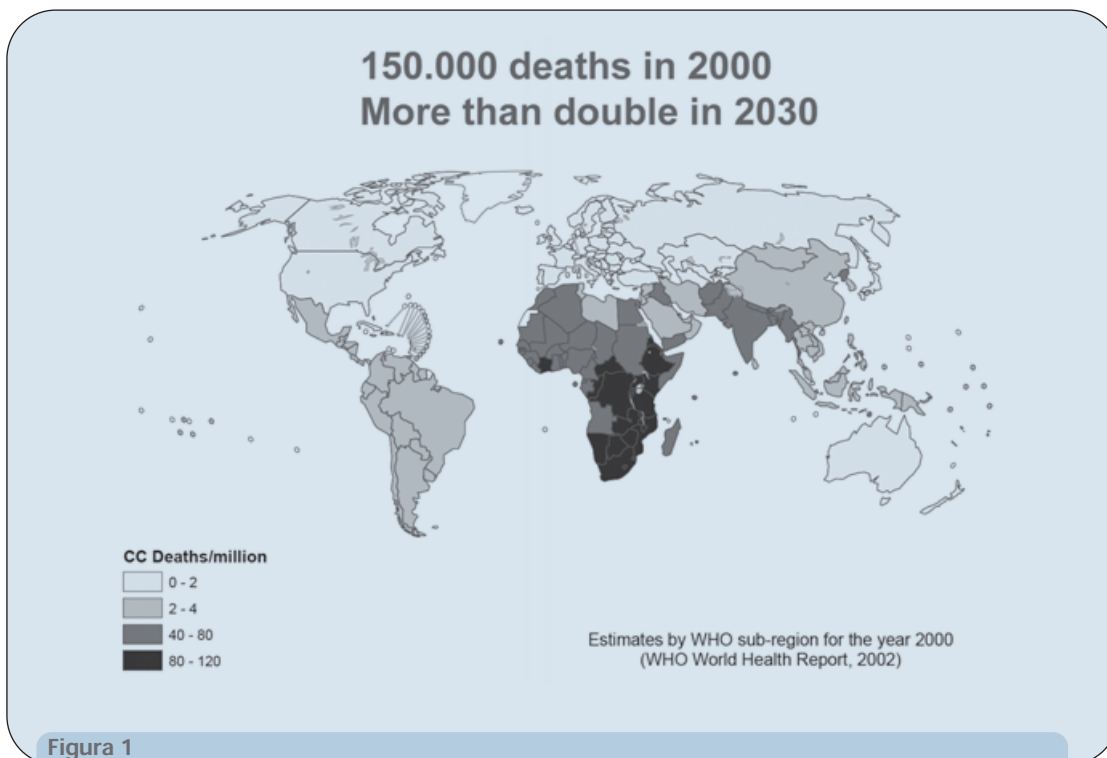 150.000 deaths in 2000
More than double in 2030
CC Deaths/million
0 - 2
2 - 4
40 - 80
80 - 120
Estimates by WHO sub-region for the year 2000
(WHO World Health Report, 2002)
Figura 1